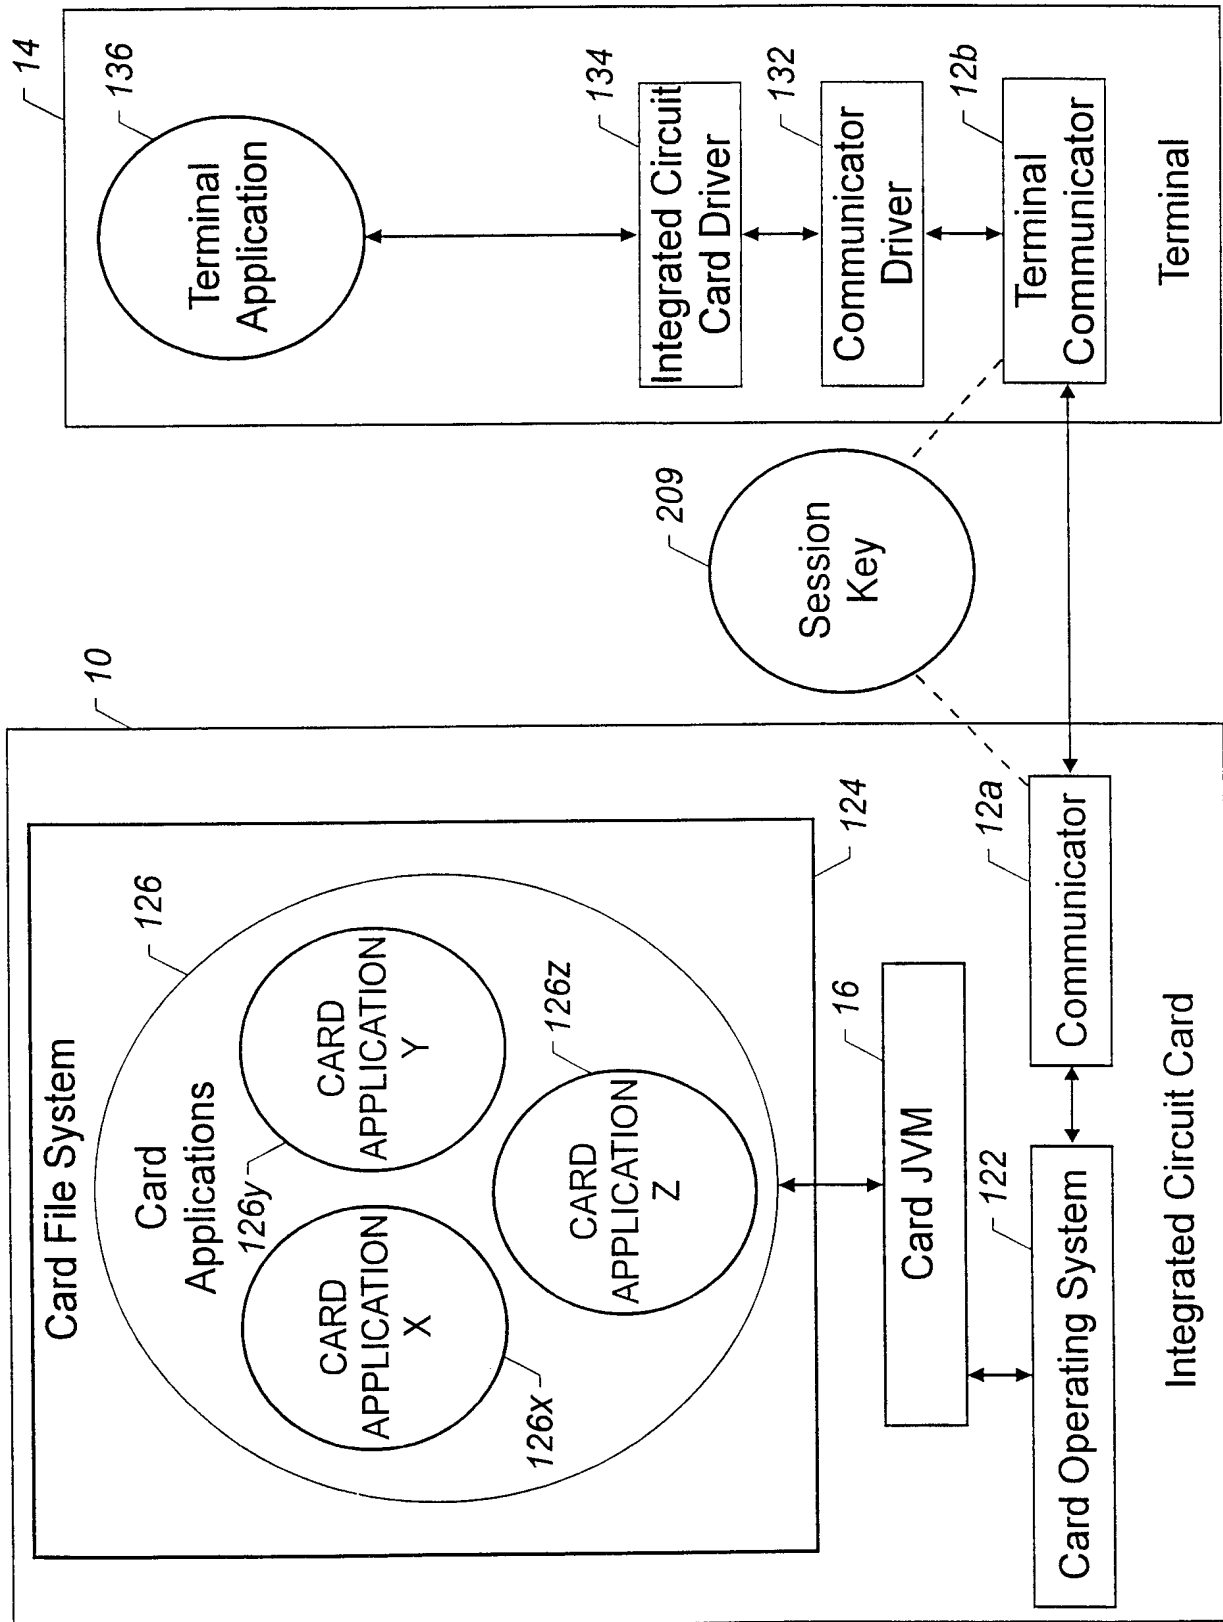 Card File System
Card
Applications
126
126y
CARD
APPLICATION
Y
CARD
APPLICATION
X
126x
126z
CARD
APPLICATION
Z
124
10
Card JVM
16
Card Operating System
122
Communicator
12a
Integrated Circuit Card
209
Session
Key
14
136
Terminal
Application
134
Integrated Circuit
Card Driver
132
Communicator
Driver
12b
Terminal
Communicator
Terminal